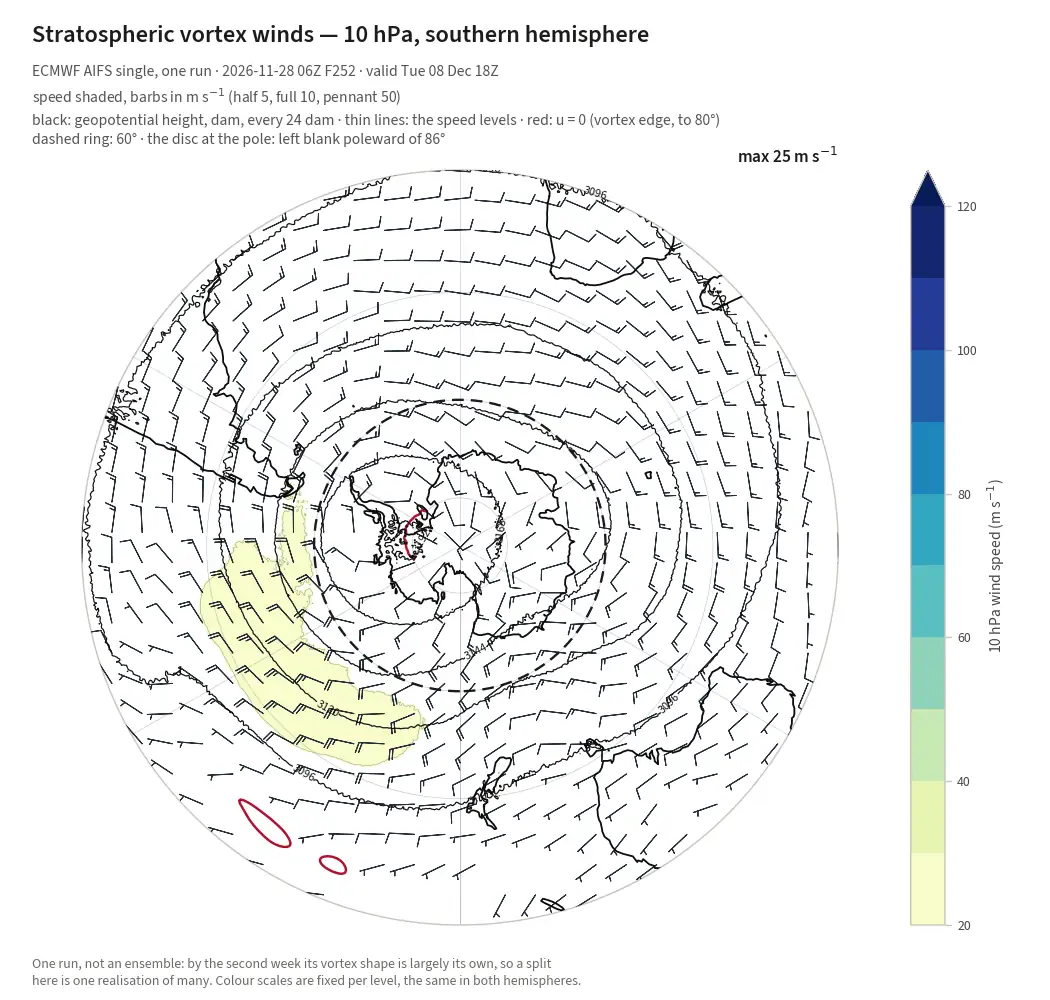 Stratospheric vortex winds — 10 hPa, southern hemisphere
ECMWF AIFS single, one run · 2026-11-28 06Z F252 · valid Tue 08 Dec 18Z
speed shaded, barbs in m s⁻¹ (half 5, full 10, pennant 50)
black: geopotential height, dam, every 24 dam · thin lines: the speed levels · red: u = 0 (vortex edge, to 80°)
dashed ring: 60° · the disc at the pole: left blank poleward of 86°
max 25 m s⁻¹
3096
120
100
80
60
40
20
10 hPa wind speed (m s⁻¹)
3144
3120
3096
3096
One run, not an ensemble: by the second week its vortex shape is largely its own, so a split
here is one realisation of many. Colour scales are fixed per level, the same in both hemispheres.